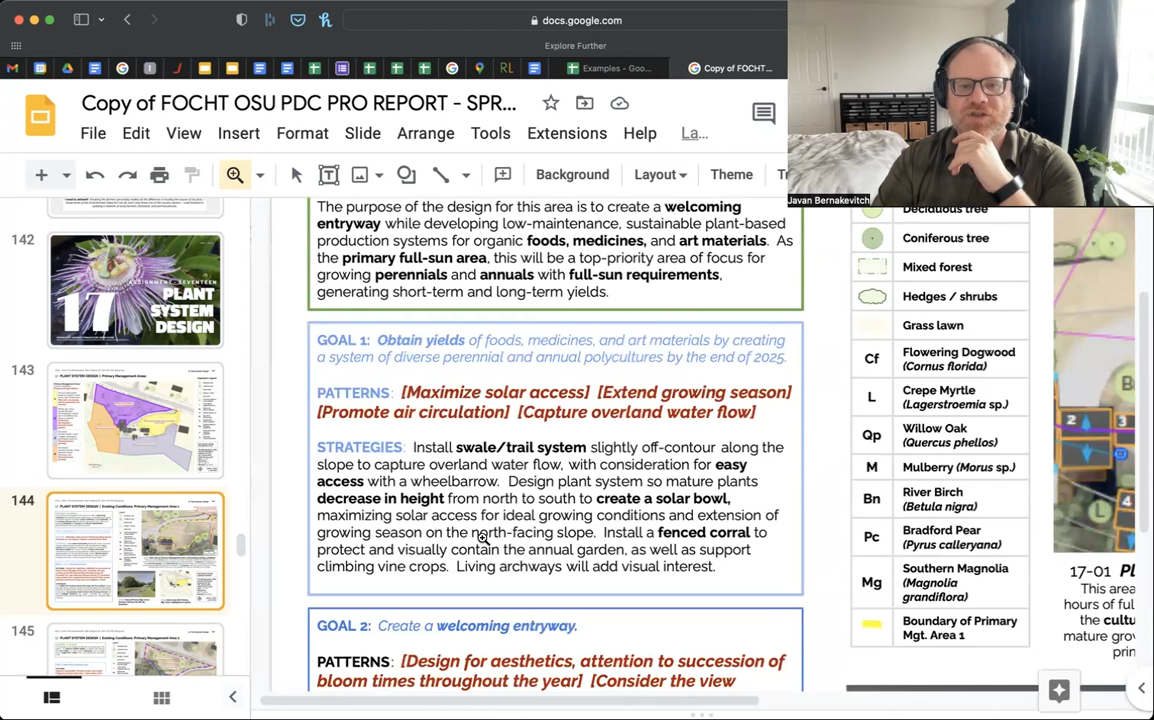 docs.google.com
Explore Further
Examples - Goo...
Copy of FOCHT...
Copy of FOCHT OSU PDC PRO REPORT - SPR...
File Edit View Insert Format Slide Arrange Tools Extensions Help La...
Background Layout Theme
Javan Bernakevitch
142
17
PLANT
SYSTEM
DESIGN
143
144
145
The purpose of the design for this area is to create a welcoming
entryway while developing low-maintenance, sustainable plant-based
production systems for organic foods, medicines, and art materials. As
the primary full-sun area, this will be a top-priority area of focus for
growing perennials and annuals with full-sun requirements,
generating short-term and long-term yields.
GOAL 1: Obtain yields of foods, medicines, and art materials by creating
a system of diverse perennial and annual polycultures by the end of 2025.
PATTERNS: [Maximize solar access] [Extend growing season]
[Promote air circulation] [Capture overland water flow]
STRATEGIES: Install swale/trail system slightly off-contour along the
slope to capture overland water flow, with consideration for easy
access with a wheelbarrow. Design plant system so mature plants
decrease in height from north to south to create a solar bowl,
maximizing solar access for ideal growing conditions and extension of
growing season on the north-facing slope. Install a fenced corral to
protect and visually contain the annual garden, as well as support
climbing vine crops. Living archways will add visual interest.
GOAL 2: Create a welcoming entryway.
PATTERNS: [Design for aesthetics, attention to succession of
bloom times throughout the year] [Consider the view
Deciduous tree
Coniferous tree
Mixed forest
Hedges / shrubs
Grass lawn
Cf Flowering Dogwood
(Cornus florida)
L Crepe Myrtle
(Lagerstroemia sp.)
Qp Willow Oak
(Quercus phellos)
M Mulberry (Morus sp.)
Bn River Birch
(Betula nigra)
Pc Bradford Pear
(Pyrus calleryana)
Mg Southern Magnolia
(Magnolia
grandiflora)
Boundary of Primary
Mgt. Area 1
2
4
17-01 Pl
This area
hours of ful
the cultu
mature grov
prin